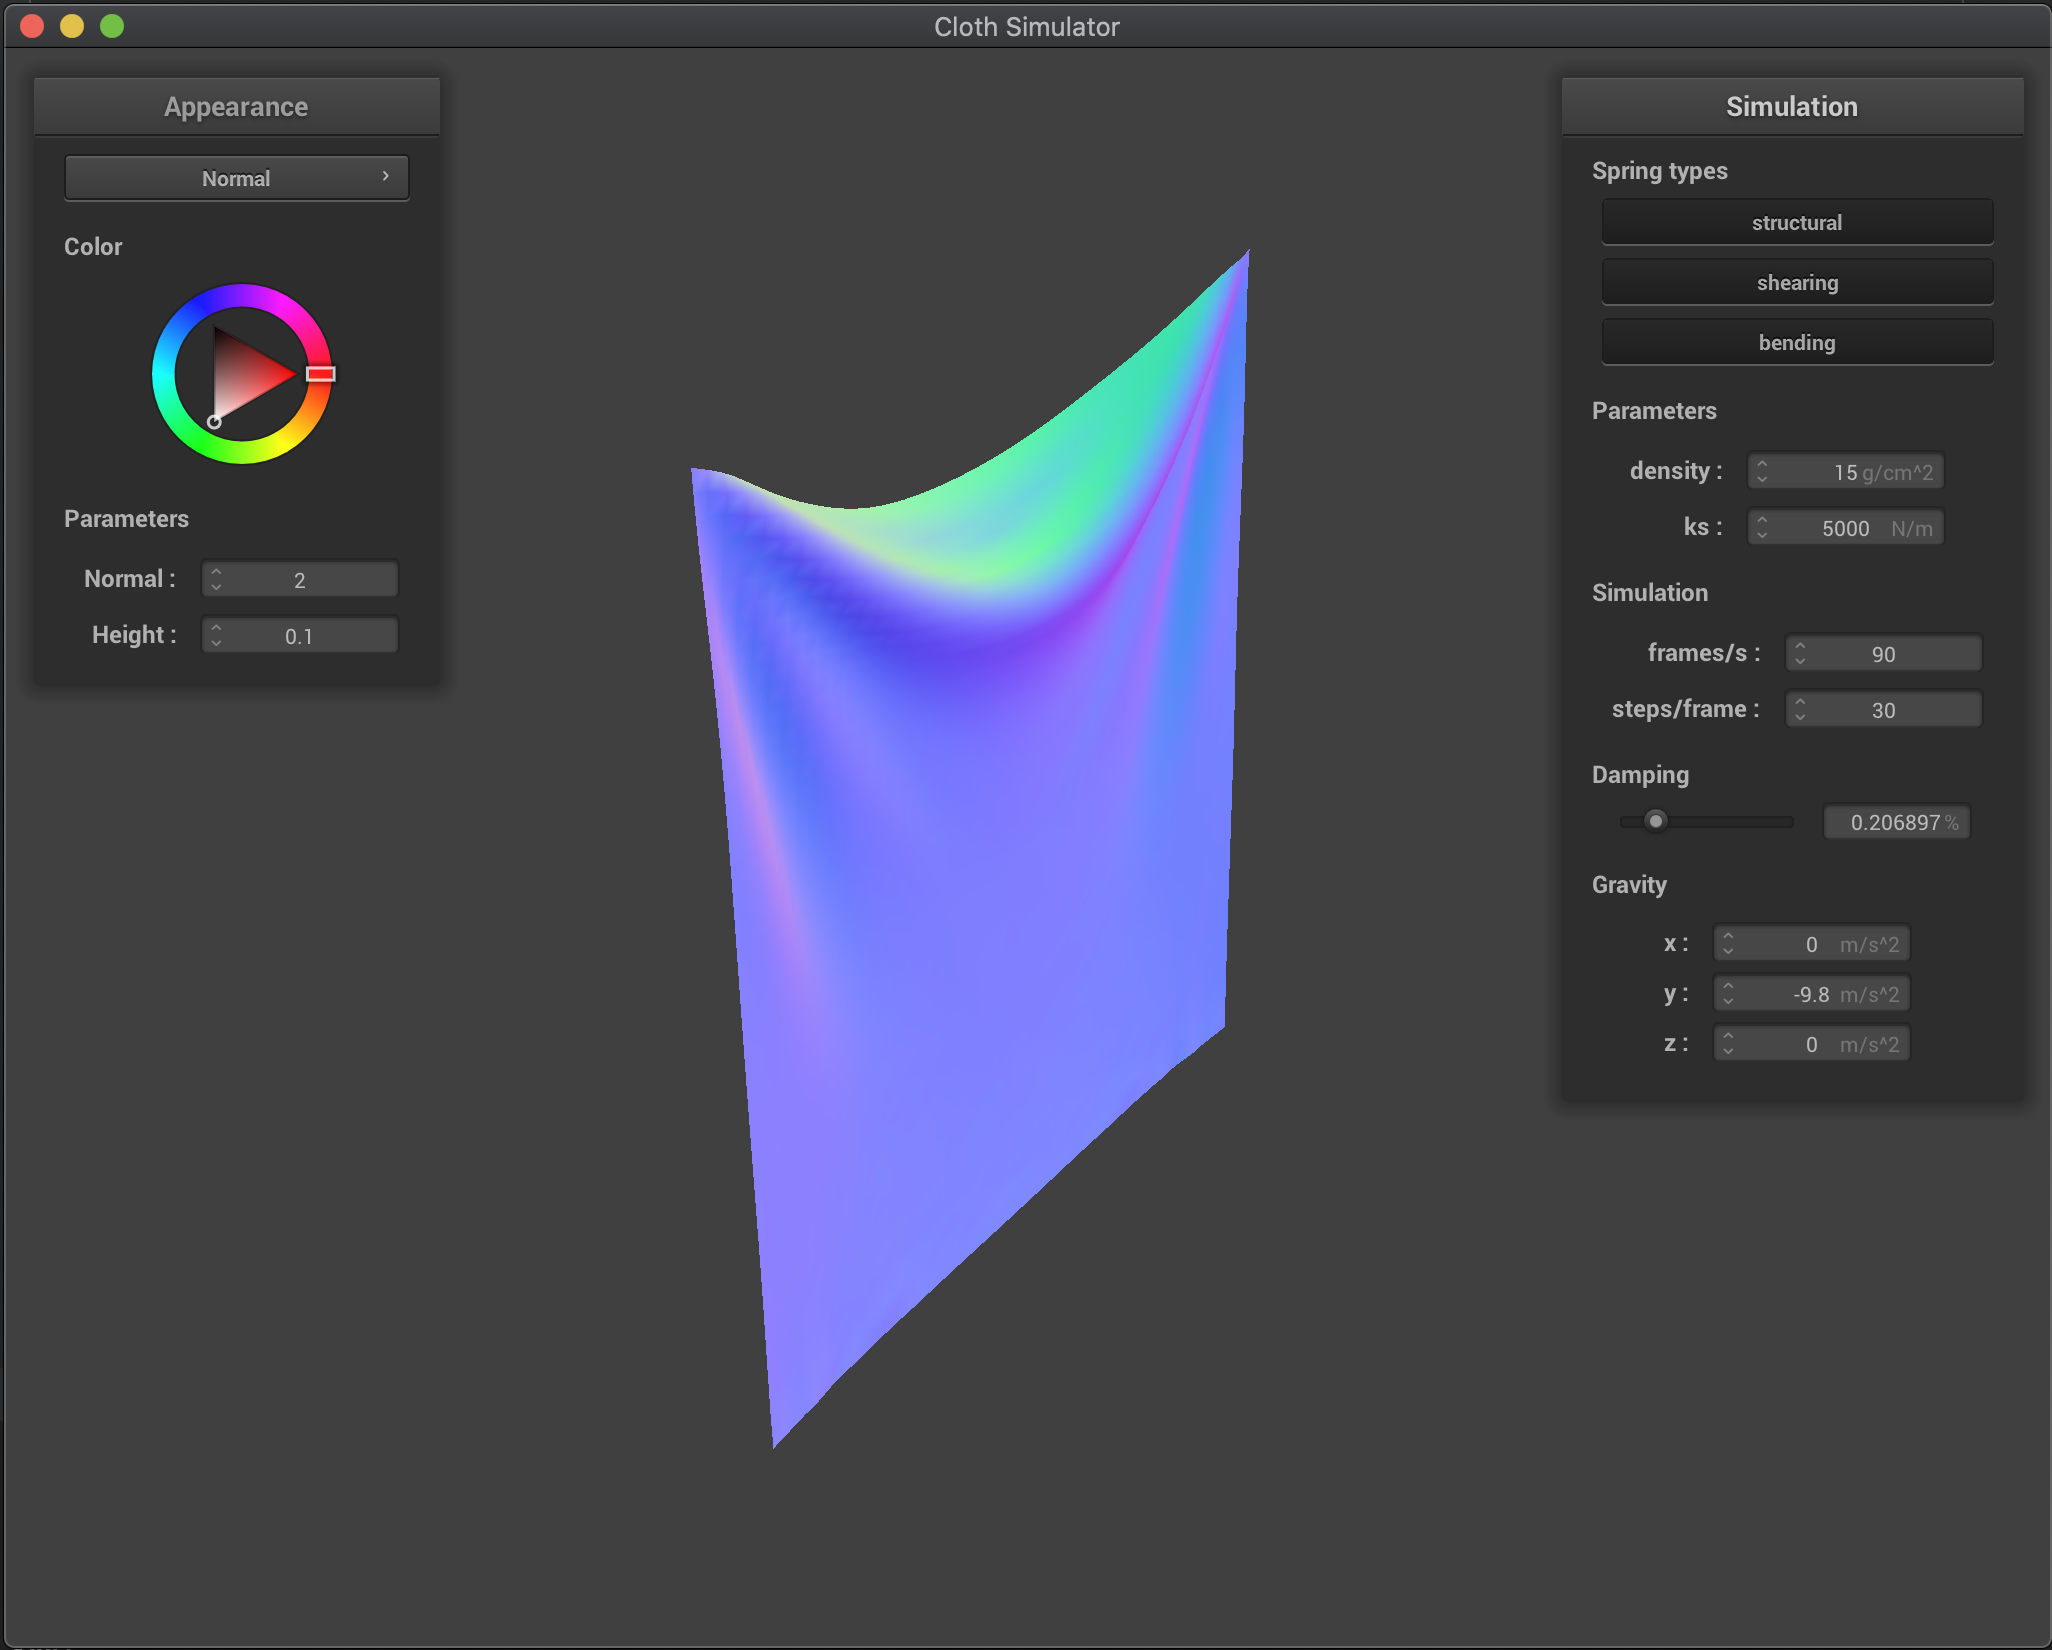 Cloth Simulator
Appearance
Normal
Color
Parameters
Normal : 2
Height : 0.1
Simulation
Spring types
structural
shearing
bending
Parameters
density : 15 g/cm^2
ks : 5000 N/m
Simulation
frames/s : 90
steps/frame : 30
Damping
0.206897 %
Gravity
x : 0 m/s^2
y : -9.8 m/s^2
z : 0 m/s^2